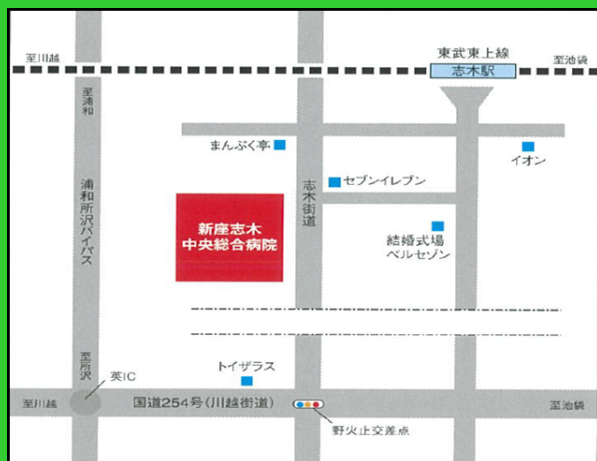 東武東上線
至川越
志木駅
至池袋
至浦和
まんぷく亭
イオン
セブンイレブン
志木街道
浦和所沢バイパス
新座志木
中央総合病院
結婚式場
ベルセゾン
至所沢
英IC
トイザラス
至川越
国道254号(川越街道)
至池袋
野火止交差点